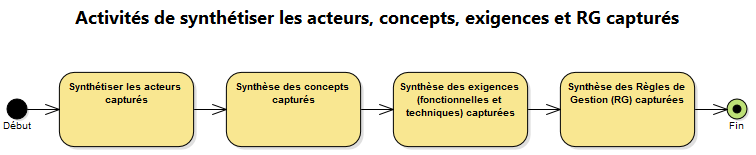 Activités de synthétiser les acteurs, concepts, exigences et RG capturés
Début
Synthétiser les acteurs
capturés
Synthèse des concepts
capturés
Synthèse des exigences
(fonctionnelles et
techniques) capturées
Synthèse des Règles de
Gestion (RG) capturées
Fin